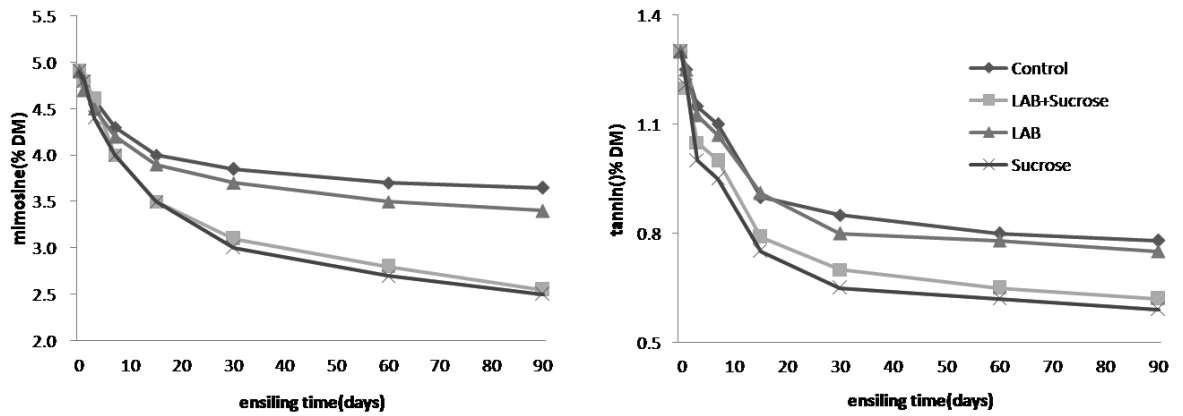 5.5
5.0
4.5
4.0
3.5
3.0
2.5
2.0
mimosine(% DM)
0 10 20 30 40 50 60 70 80 90
ensiling time(days)
1.4
1.1
0.8
0.5
tannin()% DM)
0 10 20 30 40 50 60 70 80 90
ensiling time(days)
Control
LAB+Sucrose
LAB
Sucrose